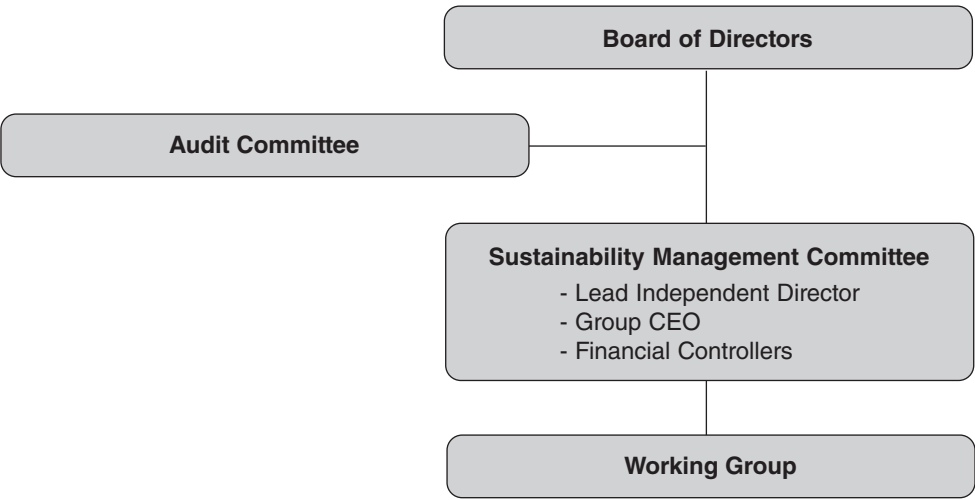 Board of Directors
Audit Committee
Sustainability Management Committee
- Lead Independent Director
- Group CEO
- Financial Controllers
Working Group